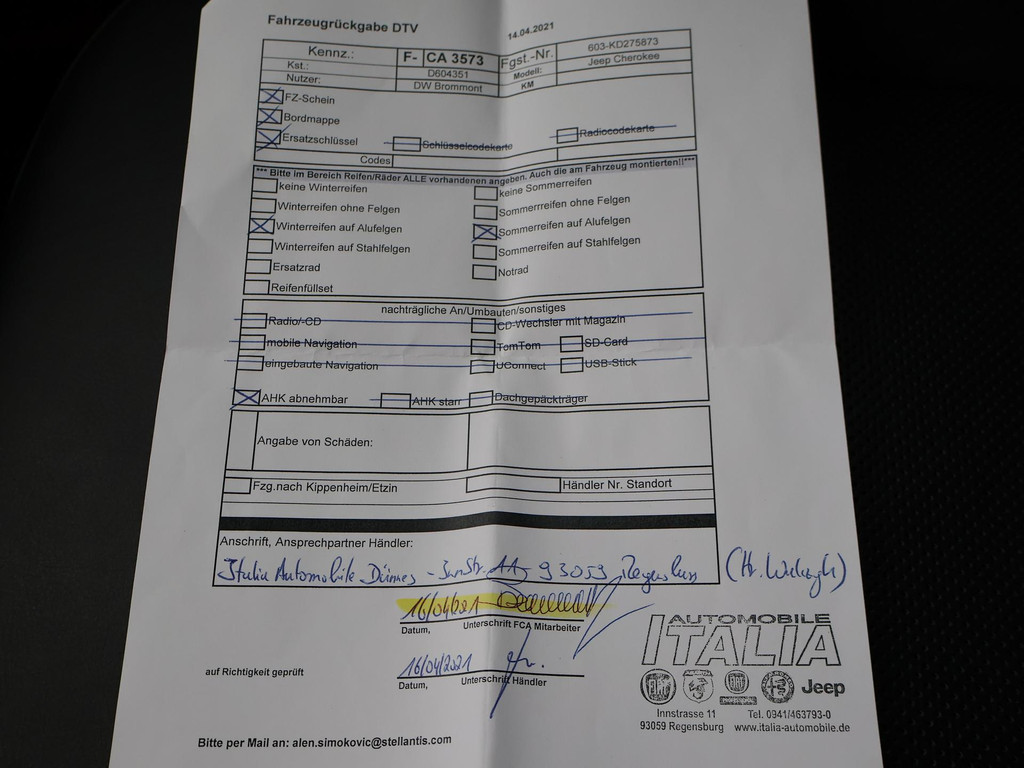 Fahrzeugrückgabe DTV
14.04.2021
Kennz.: F- CA 3573 Fgst.-Nr. 603-KD275873
Kst.: D604351 Modell: Jeep Cherokee
Nutzer: DW Brommont KM
FZ-Schein
Bordmappe
Ersatzschlüssel Schlüsselcodekarte Radiocodekarte
Codes
*** Bitte im Bereich Reifen/Räder ALLE vorhandenen angeben. Auch die am Fahrzeug montierten!!***
keine Winterreifen keine Sommerreifen
Winterreifen ohne Felgen Sommerreifen ohne Felgen
Winterreifen auf Alufelgen Sommerreifen auf Alufelgen
Winterreifen auf Stahlfelgen Sommerreifen auf Stahlfelgen
Ersatzrad Notrad
Reifenfüllset
nachträgliche An/Umbauten/sonstiges
Radio/-CD CD-Wechsler mit Magazin
mobile Navigation TomTom SD-Card
eingebaute Navigation UConnect USB-Stick
AHK abnehmbar AHK starr Dachgepäckträger
Angabe von Schäden:
Fzg.nach Kippenheim/Etzin Händler Nr. Standort
Anschrift, Ansprechpartner Händler:
Italia Automobile 93059 Regensburg
16/04/2021
Datum, Unterschrift FCA Mitarbeiter
16/04/2021
Datum, Unterschrift Händler
auf Richtigkeit geprüft
AUTOMOBILE
ITALIA
FIAT Jeep
Innstrasse 11 Tel. 0941/463793-0
93059 Regensburg www.italia-automobile.de
Bitte per Mail an: alen.simokovic@stellantis.com